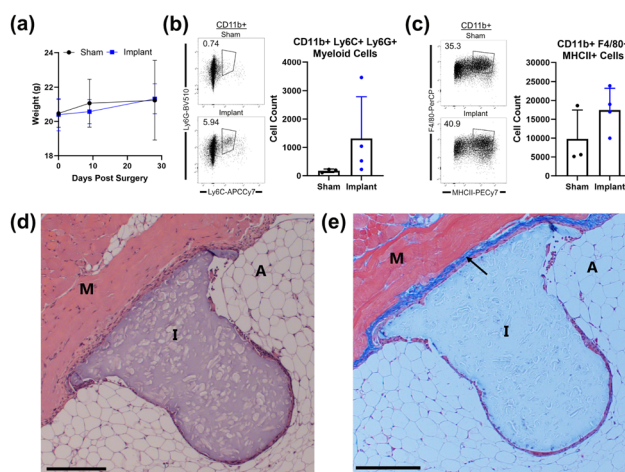 (a)
Sham
Implant
Weight (g)
24
22
20
18
0
10
20
30
Days Post Surgery
(b)
CD11b+
Sham
0.74
Implant
5.94
Ly6G-BV510
Ly6C-APCCy7
CD11b+ Ly6C+ Ly6G+
Myeloid Cells
Cell Count
4000
3000
2000
1000
0
Sham
Implant
(c)
CD11b+
Sham
35.3
Implant
40.9
F4/80-PerCP
MHCII-PECy7
CD11b+ F4/80+
MHCII+ Cells
Cell Count
30000
25000
20000
15000
10000
5000
0
Sham
Implant
(d)
M
A
I
(e)
M
A
I